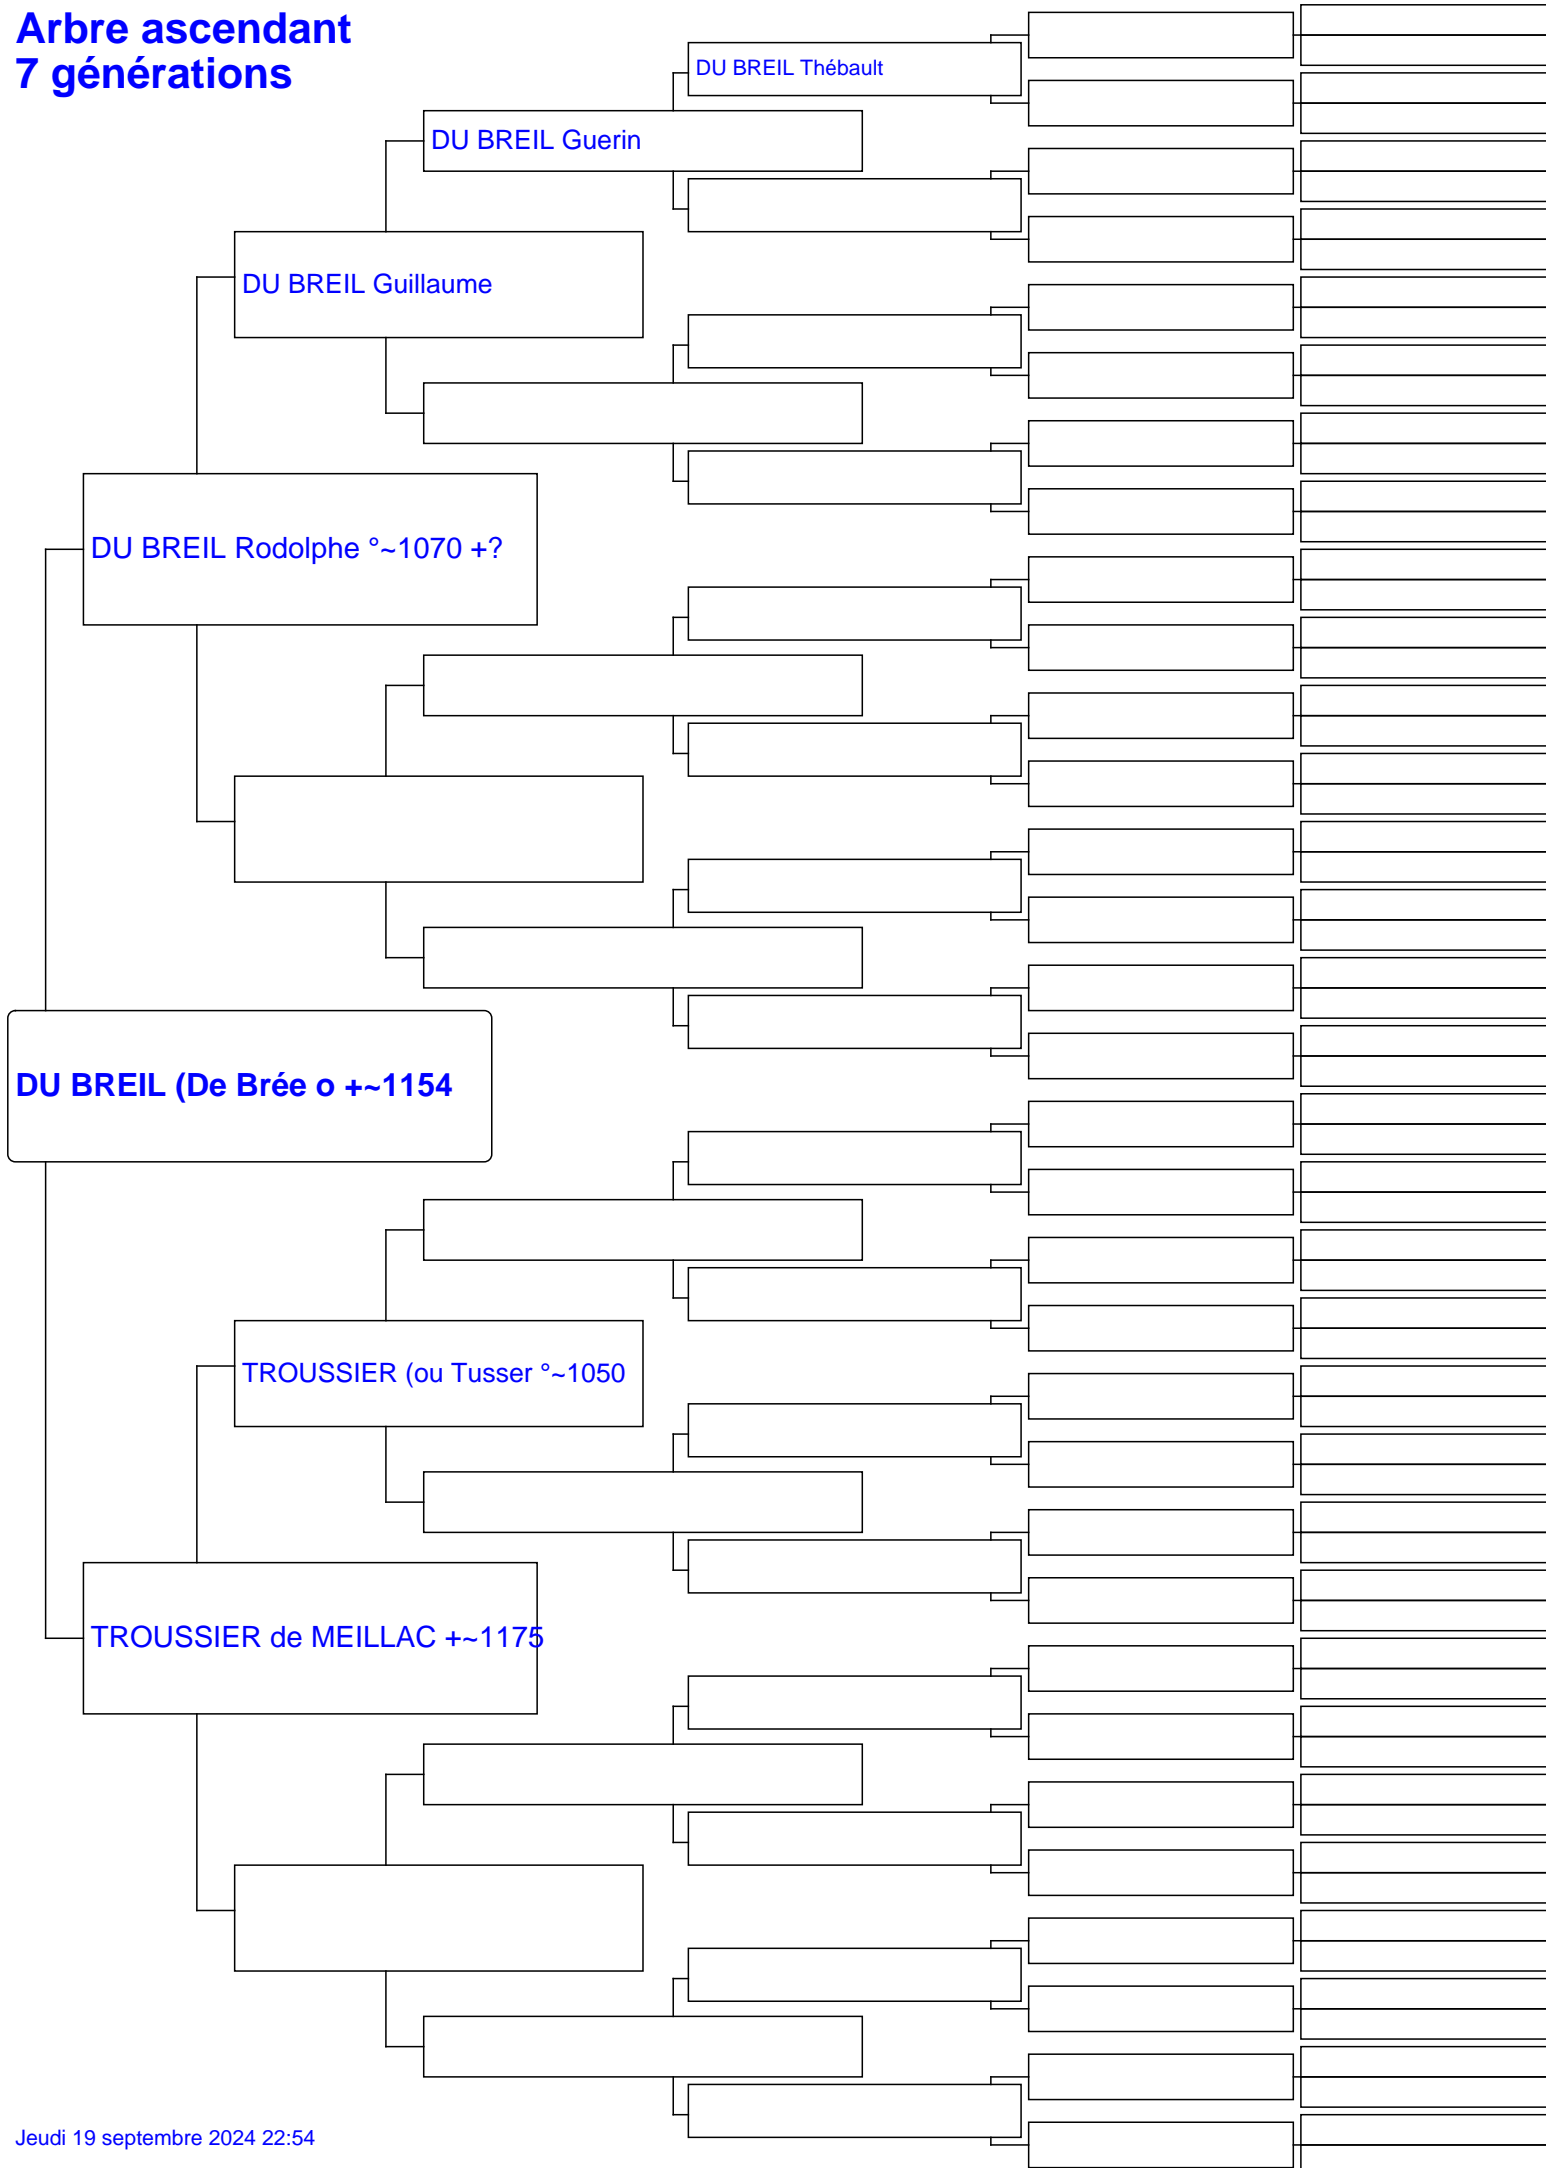 Arbre ascendant
7 générations
DU BREIL Thébault
DU BREIL Guerin
DU BREIL Guillaume
DU BREIL Rodolphe °~1070 +?
DU BREIL (De Brée o +~1154
TROUSSIER (ou Tusser °~1050
TROUSSIER de MEILLAC +~1175
Jeudi 19 septembre 2024 22:54